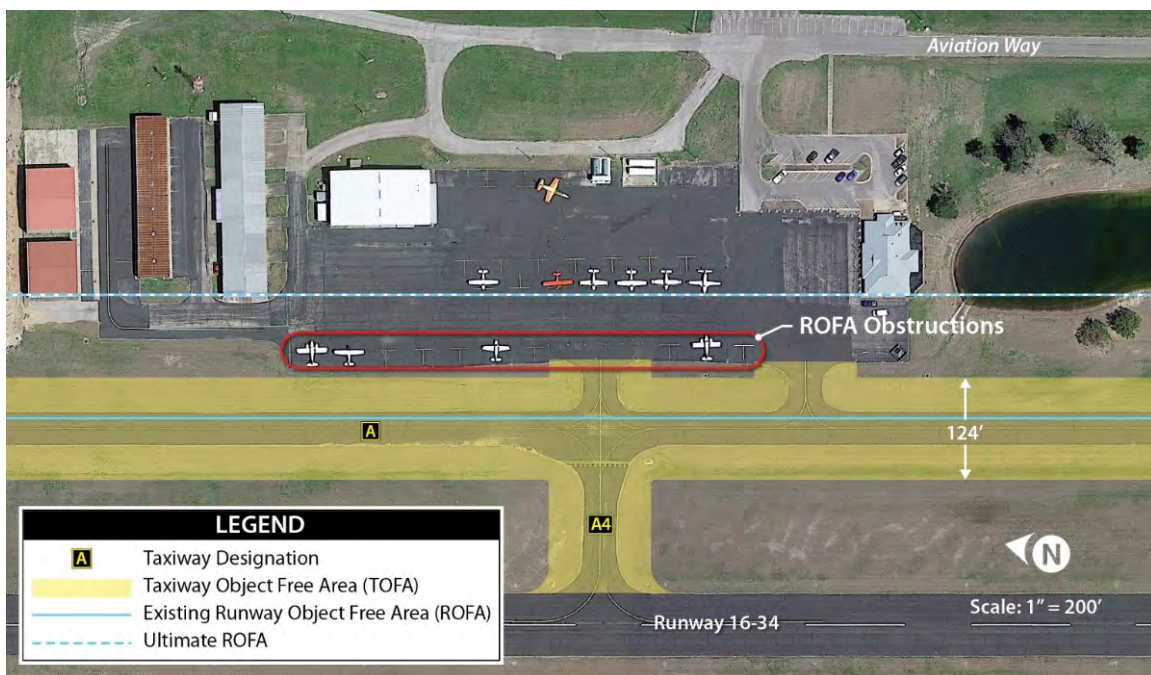 Aviation Way
ROFA Obstructions
124’
A
A4
LEGEND
A Taxiway Designation
Taxiway Object Free Area (TOFA)
Existing Runway Object Free Area (ROFA)
Ultimate ROFA
N
Scale: 1” = 200’
Runway 16-34